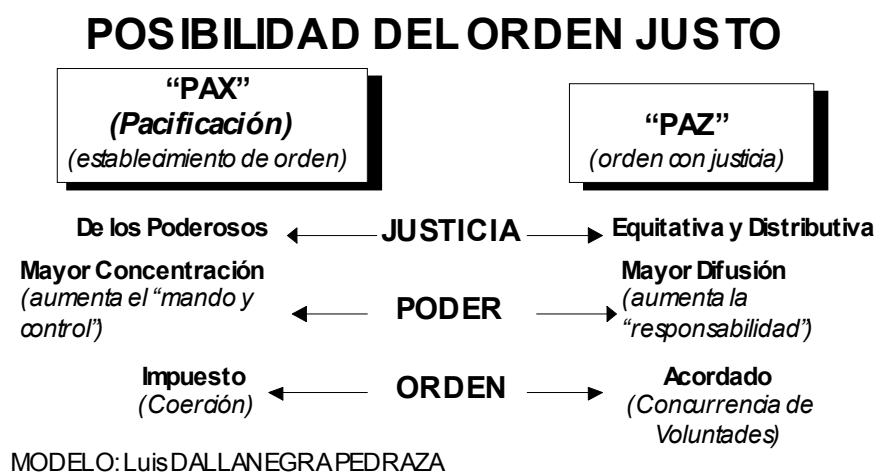 POSIBILIDAD DEL ORDEN JUSTO
“PAX”
(Pacificación)
(establecimiento de orden)
“PAZ”
(orden con justicia)
De los Poderosos
JUSTICIA
Equitativa y Distributiva
Mayor Concentración
(aumenta el “mando y
control”)
PODER
Mayor Difusión
(aumenta la
“responsabilidad”)
Impuesto
(Coerción)
ORDEN
Acordado
(Concurrencia de
Voluntades)
MODELO: Luis DALLANEGRA PEDRAZA